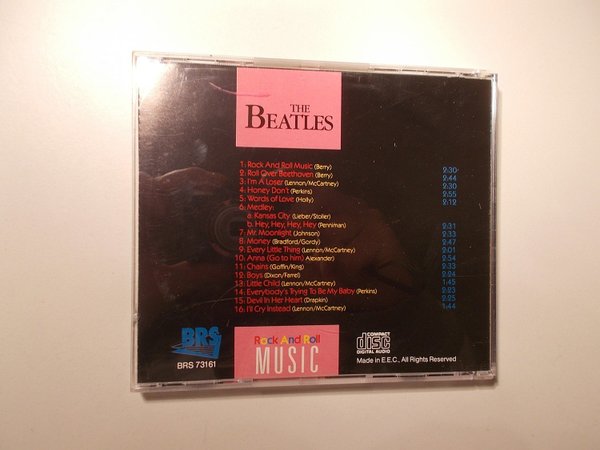 THE
BEATLES
1: Rock And Roll Music (Berry) 2:30
2: Roll Over Beethoven (Berry) 2:44
3: I'm A Loser (Lennon/McCartney) 2:30
4: Honey Don't (Perkins) 2:55
5: Words of Love (Holly) 2:12
6: Medley:
a: Kansas City (Lieber/Stoller)
b: Hey, Hey, Hey, Hey (Penniman) 2:31
7: Mr. Moonlight (Johnson) 2:33
8: Money (Bradford/Gordy) 2:47
9: Every Little Thing (Lennon/McCartney) 2:01
10: Anna (Go to him) Alexander) 2:54
11: Chains (Goffin/King) 2:33
12: Boys (Dixon/Farrel) 2:24
13: Little Child (Lennon/McCartney) 1:45
14: Everybody's Trying To Be My Baby (Perkins) 2:23
15: Devil In Her Heart (Drapkin) 2:25
16: I'll Cry Instead (Lennon/McCartney) 1:44
BRS
BRS 73161
Rock And Roll
MUSIC
COMPACT
disc
DIGITAL AUDIO
Made in E.E.C., All Rights Reserved